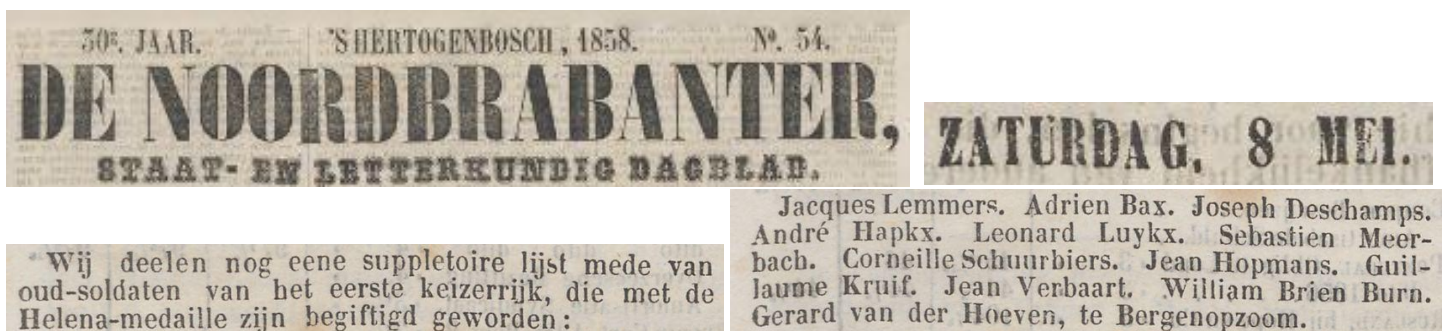 30e. JAAR. 'SHERTOGENBOSCH, 1858. No. 54.
DE NOORDBRABANTER,
STAAT- EN LETTERKUNDIG DAGBLAD.
ZATURDAG, 8 MEI.
Wij deelen nog eene suppletoire lijst mede van
oud-soldaten van het eerste keizerrijk, die met de
Helena-medaille zijn begiftigd geworden:
Jacques Lemmers. Adrien Bax. Joseph Deschamps.
André Hapkx. Leonard Luykx. Sebastien Meer-
bach. Corneille Schuurbiers. Jean Hopmans. Guil-
laume Kruif. Jean Verbaart. William Brien Burn.
Gerard van der Hoeven, te Bergenopzoom.